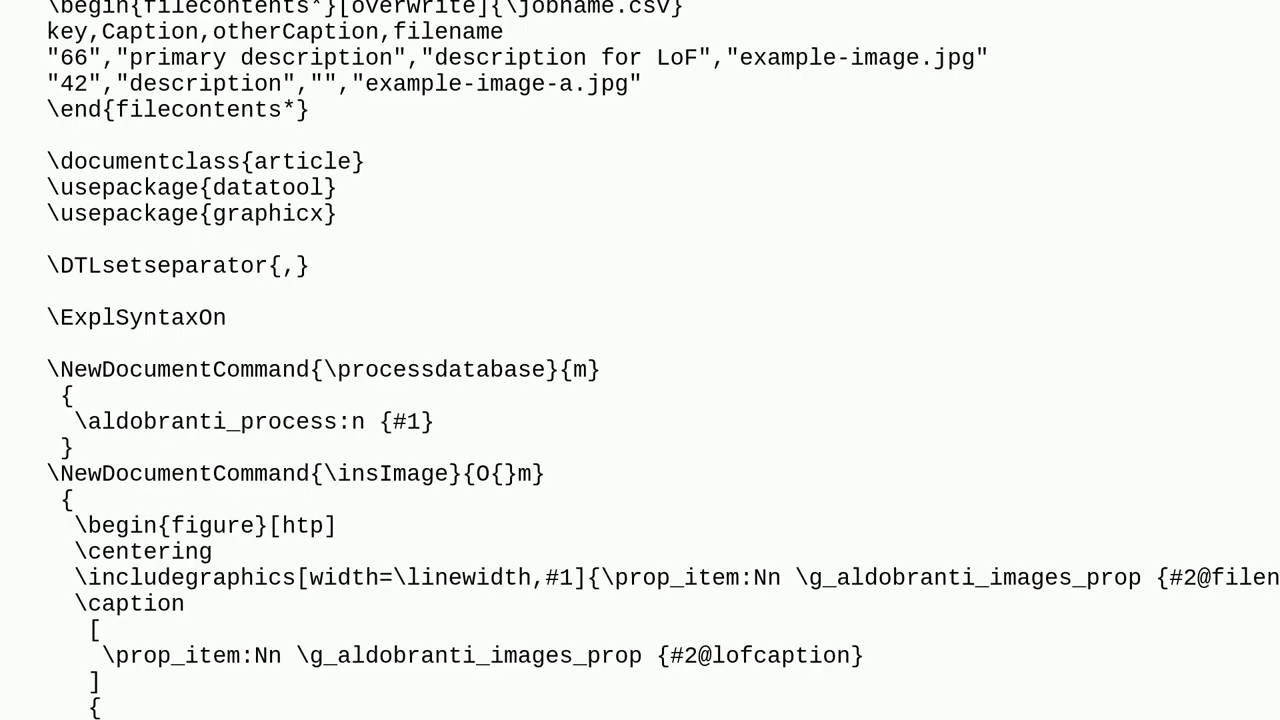 \begin{filecontents*}[overwrite]{\jobname.csv}
key,Caption,otherCaption,filename
"66","primary description","description for LoF","example-image.jpg"
"42","description","","example-image-a.jpg"
\end{filecontents*}
\documentclass{article}
\usepackage{datatool}
\usepackage{graphicx}
\DTLsetseparator{,}
\ExplSyntaxOn
\NewDocumentCommand{\processdatabase}{m}
{
\aldobranti_process:n {#1}
}
\NewDocumentCommand{\insImage}{O{}m}
{
\begin{figure}[htp]
\centering
\includegraphics[width=\linewidth,#1]{\prop_item:Nn \g_aldobranti_images_prop {#2@filen
\caption
[
\prop_item:Nn \g_aldobranti_images_prop {#2@lofcaption}
]
{